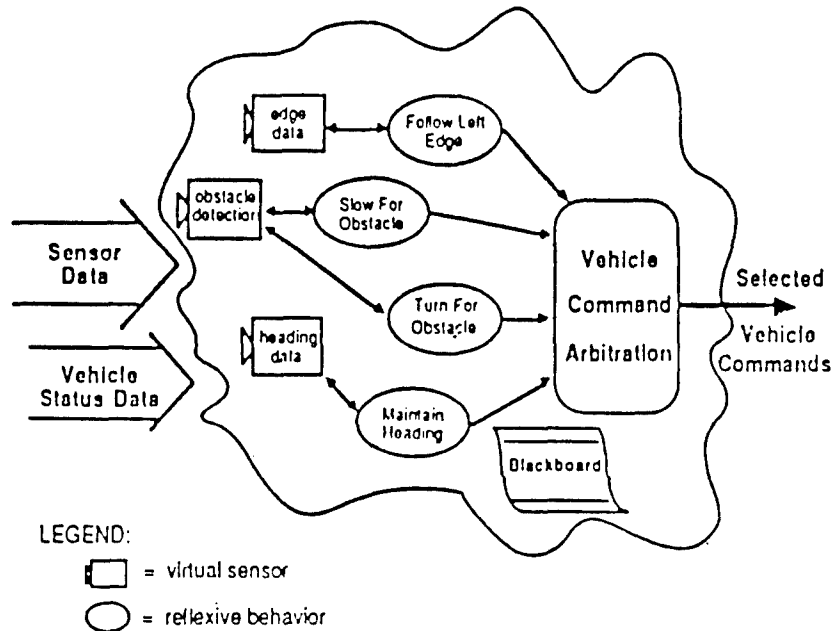 edge
data
Follow Left
Edge
obstacle
detection
Slow For
Obstacle
Sensor
Data
Vehicle
Command
Arbitration
Selected
Vehicle
Commands
Turn For
Obstacle
heading
data
Vehicle
Status Data
Maintain
Heading
Blackboard
LEGEND:
= virtual sensor
= reflexive behavior